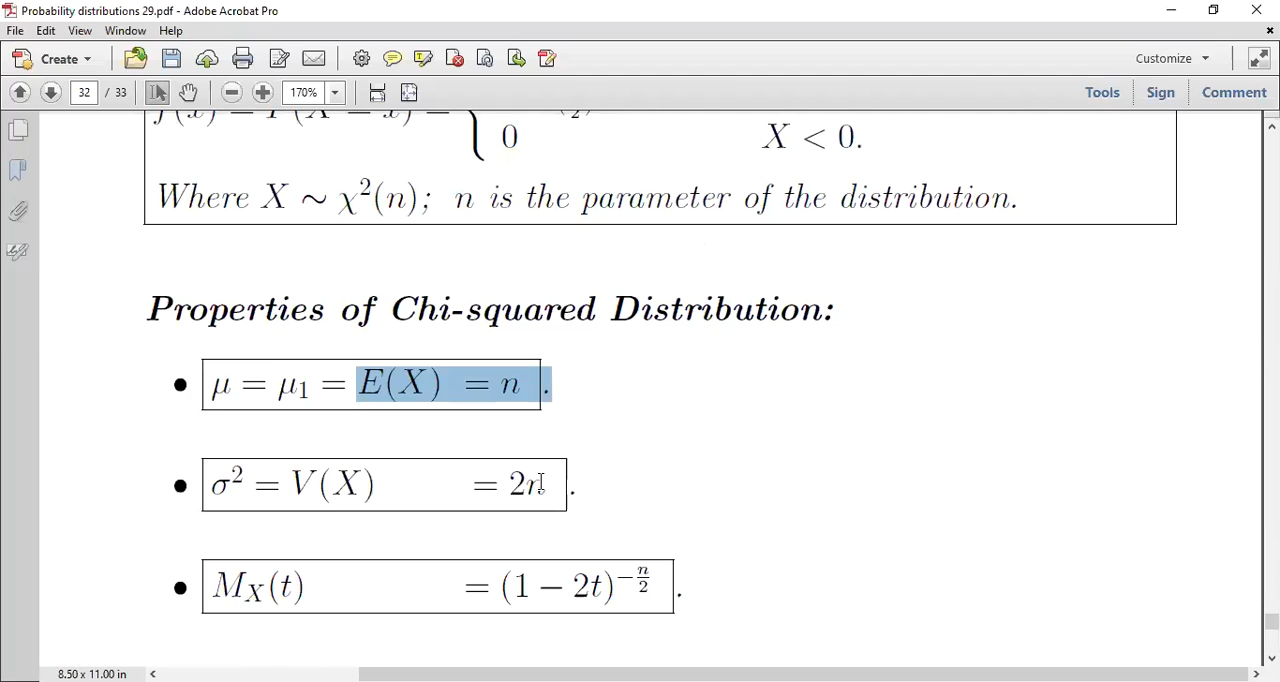 Probability distributions 29.pdf - Adobe Acrobat Pro
File Edit View Window Help
Create Customize
32 / 33 170% Tools Sign Comment
0 X < 0.
Where X ∼ χ²(n); n is the parameter of the distribution.
Properties of Chi-squared Distribution:
• μ = μ₁ = E(X) = n .
• σ² = V(X) = 2n .
• M_X(t) = (1 − 2t)^{−n/2} .
8.50 x 11.00 in